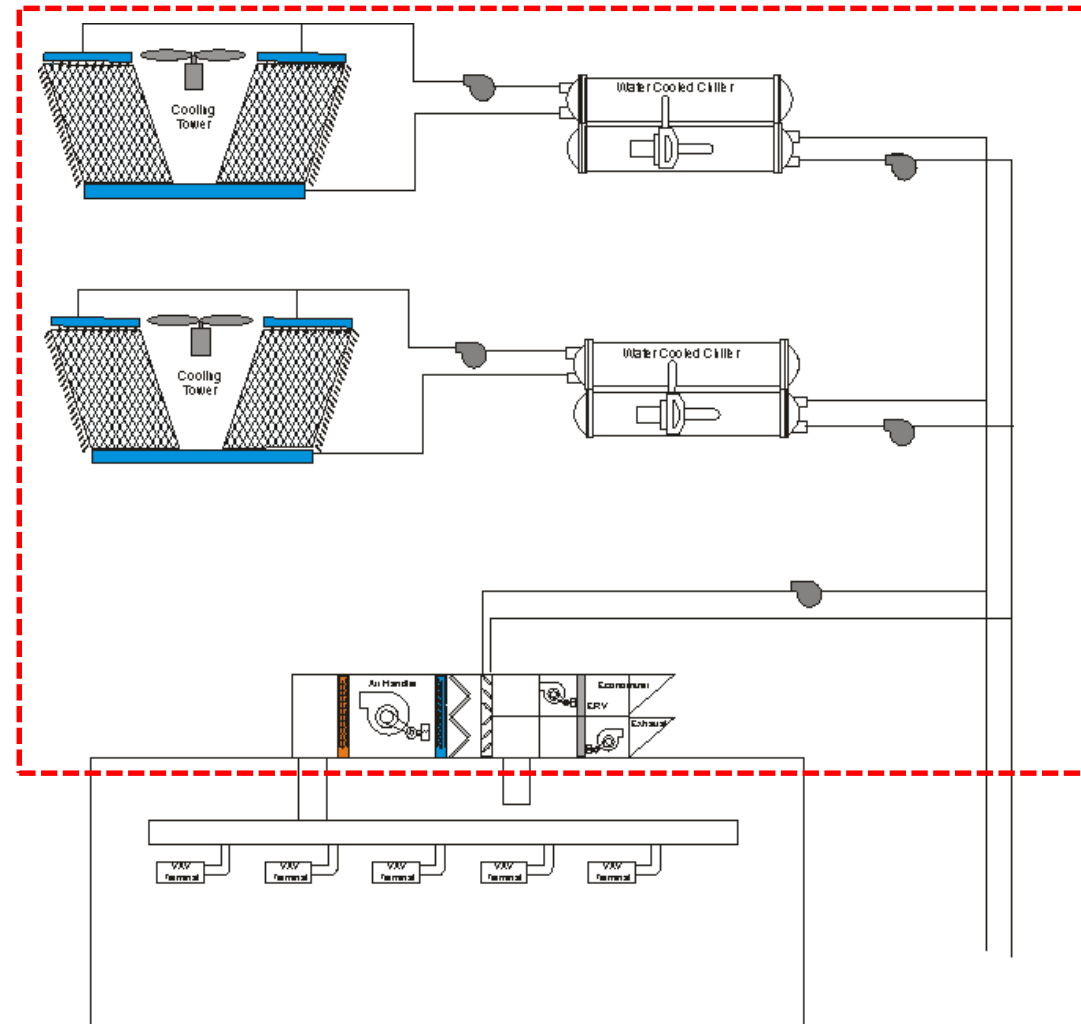 Cooling
Tower
Water Cooled Chiller
Cooling
Tower
Water Cooled Chiller
Air Handler
Economizer
ERV
Exhaust
VAV
Terminal
VAV
Terminal
VAV
Terminal
VAV
Terminal
VAV
Terminal